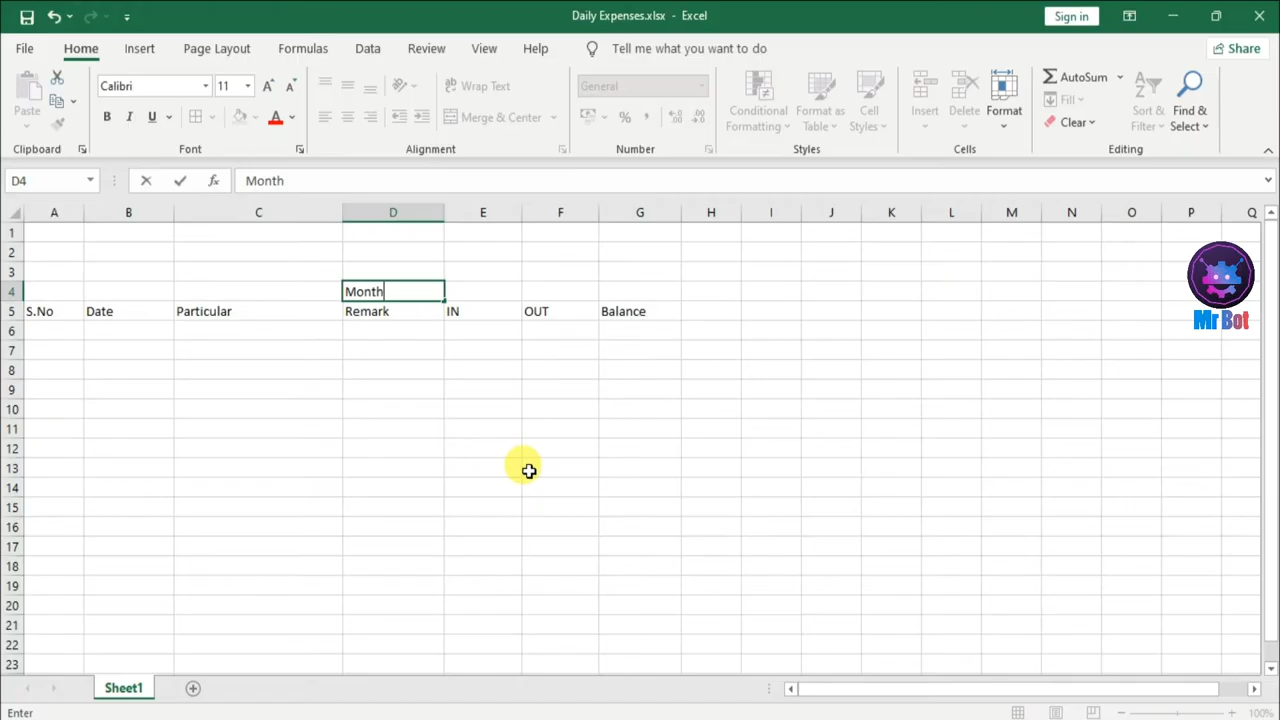 Daily Expenses.xlsx - Excel
Sign in
File Home Insert Page Layout Formulas Data Review View Help Tell me what you want to do Share
Paste
Calibri 11
B I U A
Wrap Text
Merge & Center
General
%
Conditional Formatting
Format as Table
Cell Styles
Insert
Delete
Format
AutoSum
Fill
Clear
Sort & Filter
Find & Select
Clipboard Font Alignment Number Styles Cells Editing
D4 fx Month
A B C D E F G H I J K L M N O P Q
1
2
3
4 Month
5 S.No Date Particular Remark IN OUT Balance
6
7
8
9
10
11
12
13
14
15
16
17
18
19
20
21
22
23
Mr Bot
Sheet1
Enter
100%